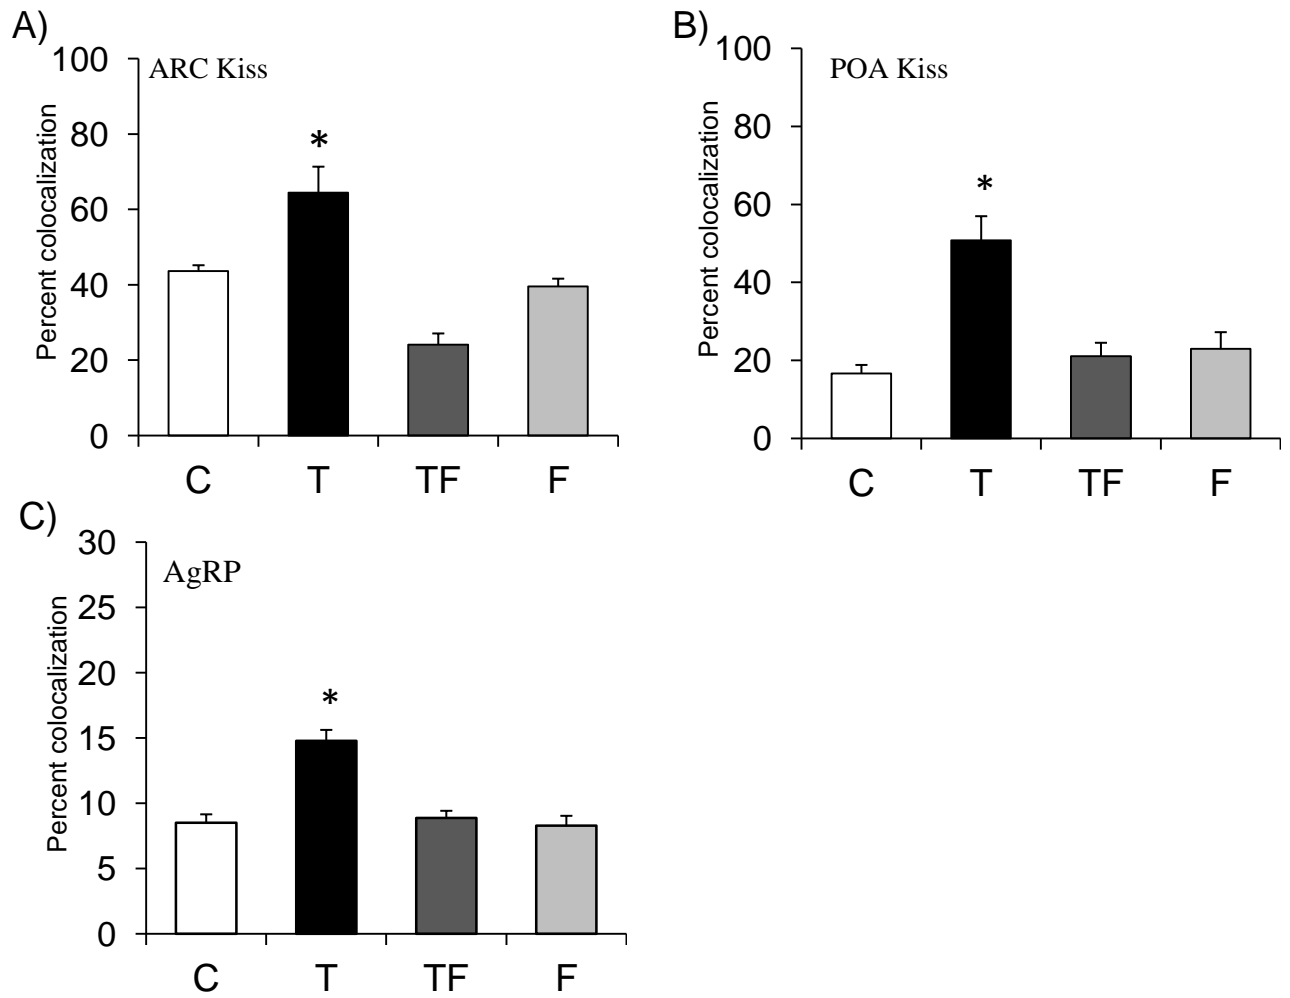 A)
ARC Kiss
Percent colocalization
100
80
60
40
20
0
*
C T TF F
B)
POA Kiss
Percent colocalization
100
80
60
40
20
0
*
C T TF F
C)
AgRP
Percent colocalization
30
25
20
15
10
5
0
*
C T TF F